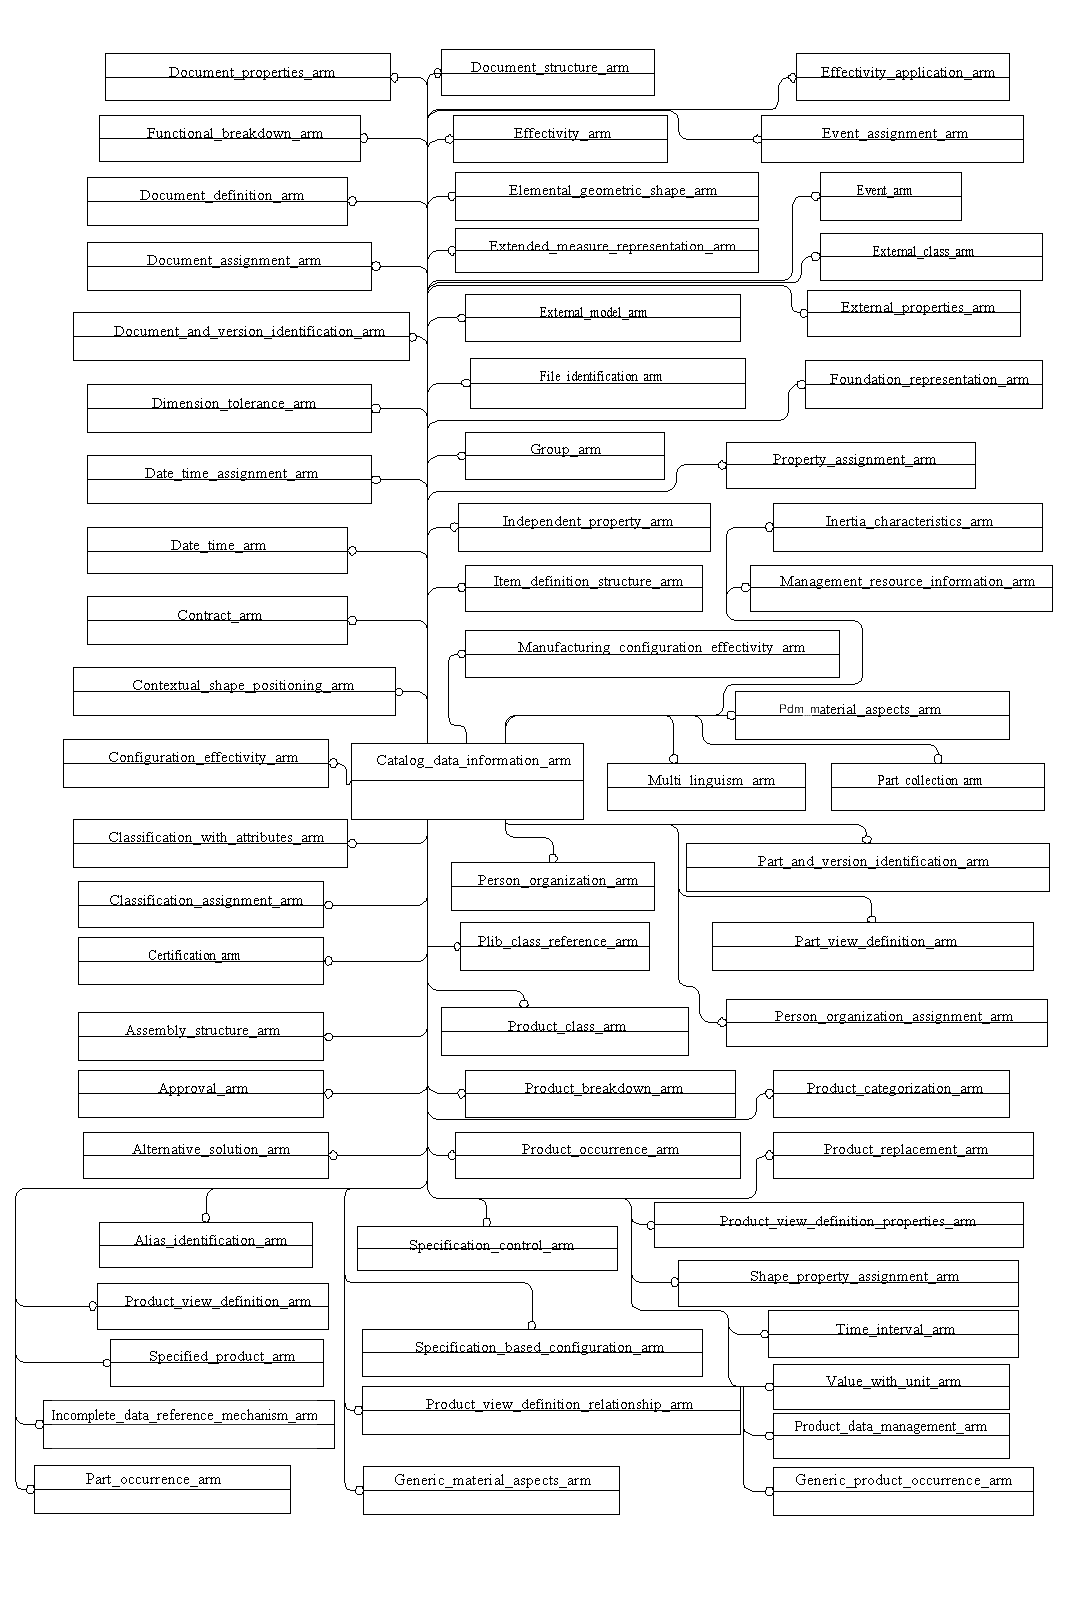 Document_properties_arm
Document_structure_arm
Effectivity_application_arm
Functional_breakdown_arm
Effectivity_arm
Event_assignment_arm
Document_definition_arm
Elemental_geometric_shape_arm
Event_arm
Document_assignment_arm
Extended_measure_representation_arm
External_class_arm
Document_and_version_identification_arm
External_model_arm
External_properties_arm
Dimension_tolerance_arm
File_identification_arm
Foundation_representation_arm
Date_time_assignment_arm
Group_arm
Property_assignment_arm
Date_time_arm
Independent_property_arm
Inertia_characteristics_arm
Contract_arm
Item_definition_structure_arm
Management_resource_information_arm
Contextual_shape_positioning_arm
Manufacturing_configuration_effectivity_arm
Pdm_material_aspects_arm
Configuration_effectivity_arm
Catalog_data_information_arm
Multi_linguism_arm
Part_collection_arm
Classification_with_attributes_arm
Person_organization_arm
Part_and_version_identification_arm
Classification_assignment_arm
Plib_class_reference_arm
Part_view_definition_arm
Certification_arm
Product_class_arm
Person_organization_assignment_arm
Assembly_structure_arm
Approval_arm
Product_breakdown_arm
Product_categorization_arm
Alternative_solution_arm
Product_occurrence_arm
Product_replacement_arm
Alias_identification_arm
Specification_control_arm
Product_view_definition_properties_arm
Product_view_definition_arm
Shape_property_assignment_arm
Specified_product_arm
Specification_based_configuration_arm
Time_interval_arm
Incomplete_data_reference_mechanism_arm
Product_view_definition_relationship_arm
Value_with_unit_arm
Product_data_management_arm
Part_occurrence_arm
Generic_material_aspects_arm
Generic_product_occurrence_arm